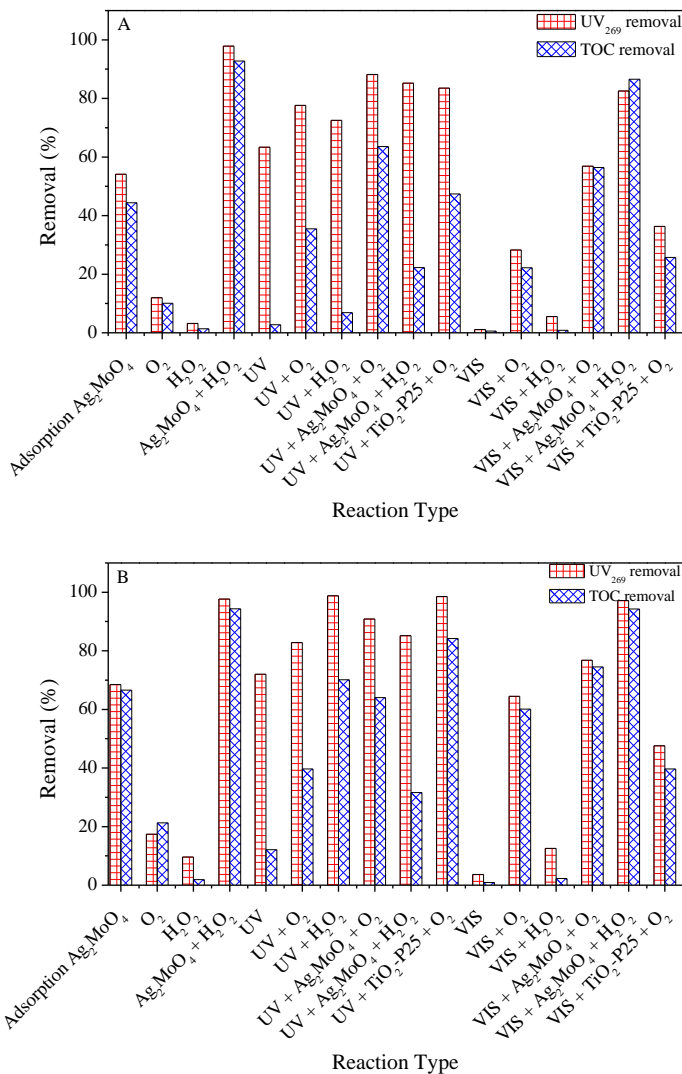 A
UV₂₆₉ removal
TOC removal
100
80
60
40
20
0
Removal (%)
Adsorption Ag₂MoO₄
O₂
H₂O₂
Ag₂MoO₄ + H₂O₂
UV
UV + O₂
UV + H₂O₂
UV + Ag₂MoO₄ + O₂
UV + Ag₂MoO₄ + H₂O₂
UV + TiO₂-P25 + O₂
VIS
VIS + O₂
VIS + H₂O₂
VIS + Ag₂MoO₄ + O₂
VIS + Ag₂MoO₄ + H₂O₂
VIS + TiO₂-P25 + O₂
Reaction Type
B
UV₂₆₉ removal
TOC removal
100
80
60
40
20
0
Removal (%)
Adsorption Ag₂MoO₄
O₂
H₂O₂
Ag₂MoO₄ + H₂O₂
UV
UV + O₂
UV + H₂O₂
UV + Ag₂MoO₄ + O₂
UV + Ag₂MoO₄ + H₂O₂
UV + TiO₂-P25 + O₂
VIS
VIS + O₂
VIS + H₂O₂
VIS + Ag₂MoO₄ + O₂
VIS + Ag₂MoO₄ + H₂O₂
VIS + TiO₂-P25 + O₂
Reaction Type